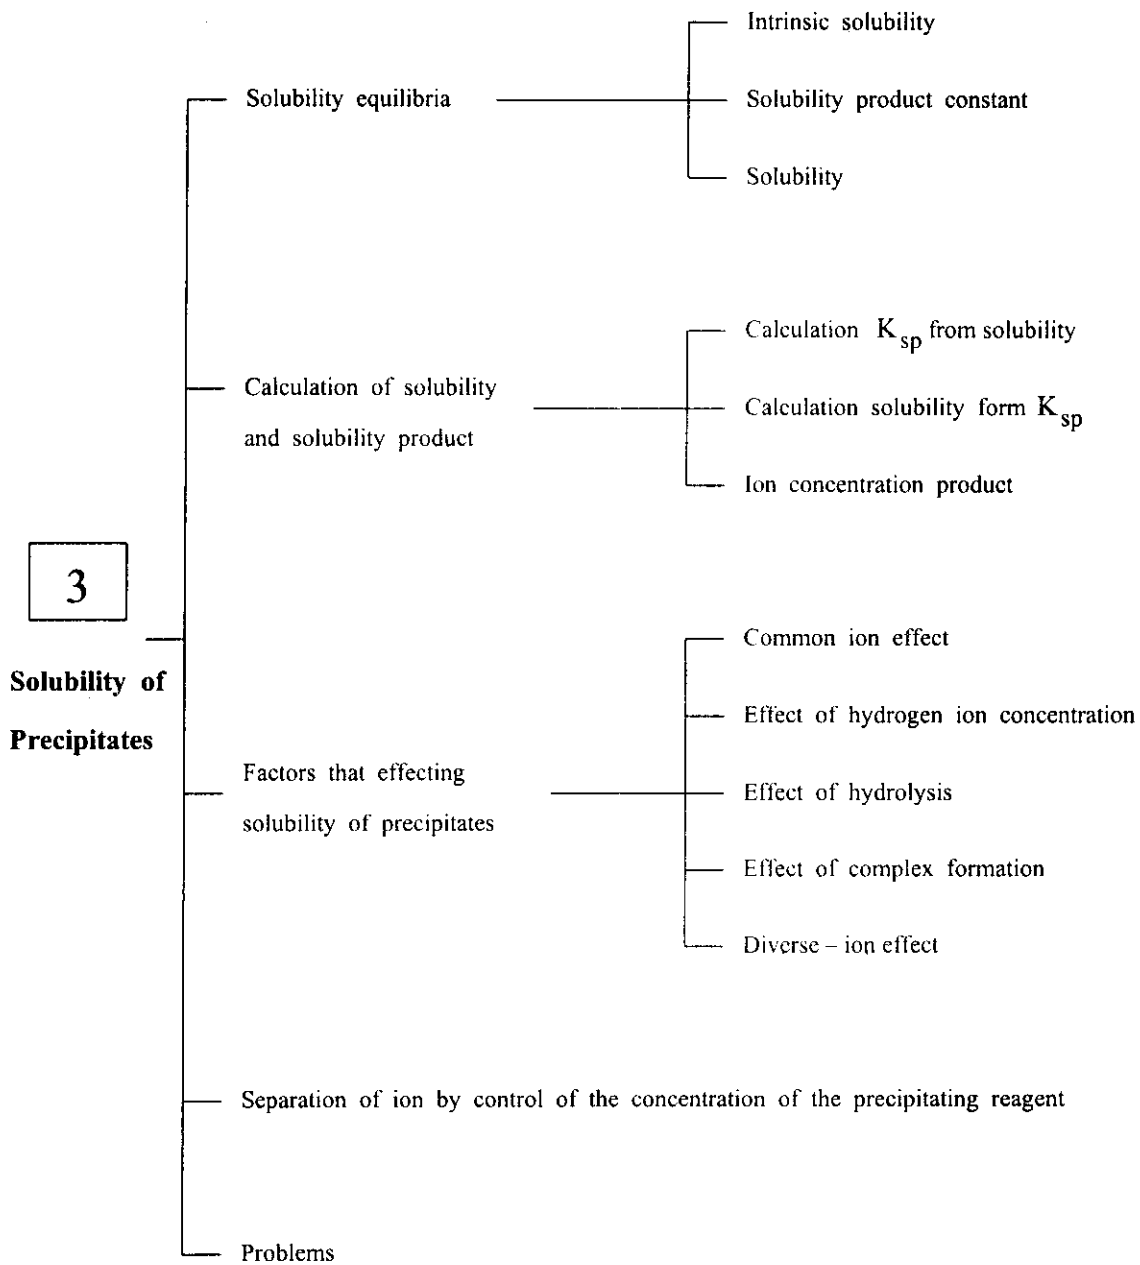 Intrinsic solubility
Solubility equilibria
Solubility product constant
Solubility
Calculation K_sp from solubility
Calculation of solubility
and solubility product
Calculation solubility form K_sp
Ion concentration product
3
Solubility of
Precipitates
Common ion effect
Effect of hydrogen ion concentration
Factors that effecting
solubility of precipitates
Effect of hydrolysis
Effect of complex formation
Diverse – ion effect
Separation of ion by control of the concentration of the precipitating reagent
Problems